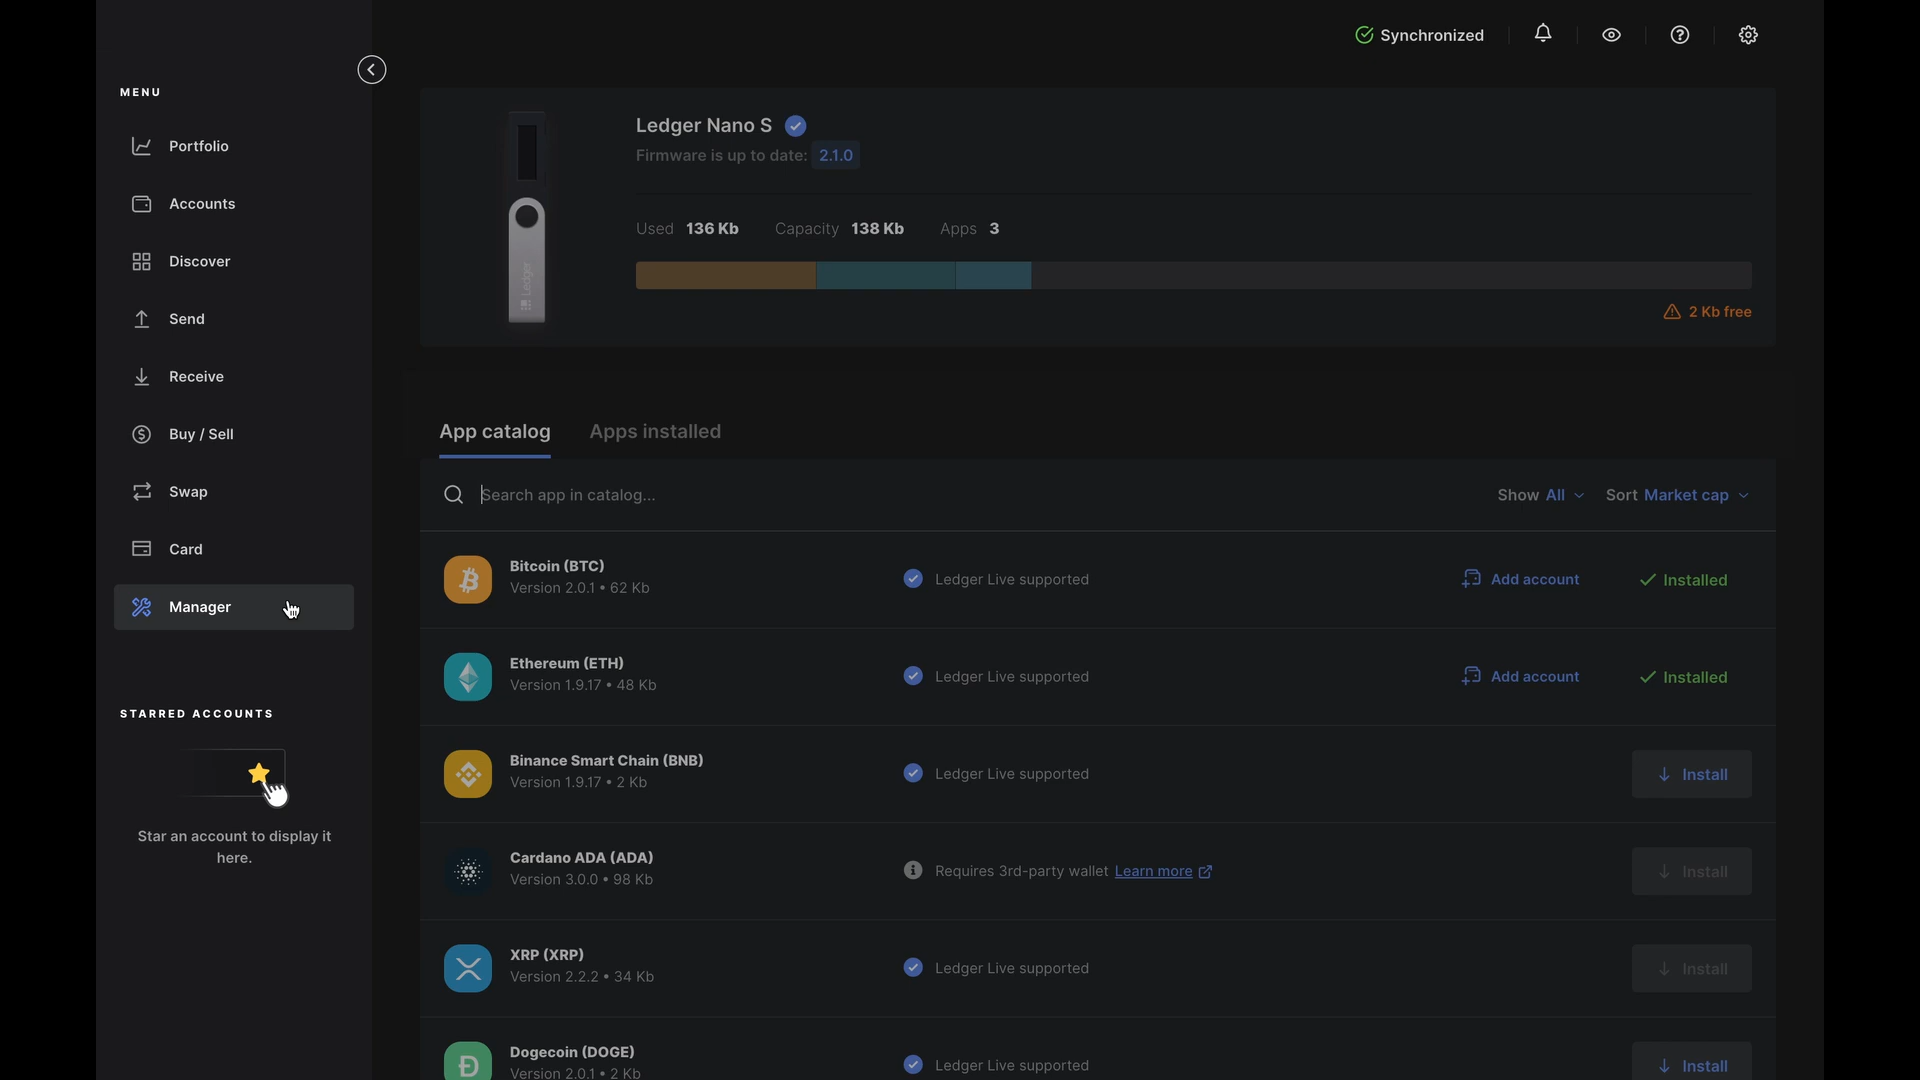 Synchronized
MENU
Portfolio
Accounts
Discover
Send
Receive
Buy / Sell
Swap
Card
Manager
STARRED ACCOUNTS
Star an account to display it
here.
Ledger Nano S
Firmware is up to date: 2.1.0
Ledger
Used 136 Kb Capacity 138 Kb Apps 3
2 Kb free
App catalog Apps installed
Search app in catalog... Show All Sort Market cap
Bitcoin (BTC)
Version 2.0.1 • 62 Kb
Ledger Live supported
Add account
Installed
Ethereum (ETH)
Version 1.9.17 • 48 Kb
Ledger Live supported
Add account
Installed
Binance Smart Chain (BNB)
Version 1.9.17 • 2 Kb
Ledger Live supported
Install
Cardano ADA (ADA)
Version 3.0.0 • 98 Kb
Requires 3rd-party wallet Learn more
Install
XRP (XRP)
Version 2.2.2 • 34 Kb
Ledger Live supported
Install
Dogecoin (DOGE)
Version 2.0.1 • 2 Kb
Ledger Live supported
Install